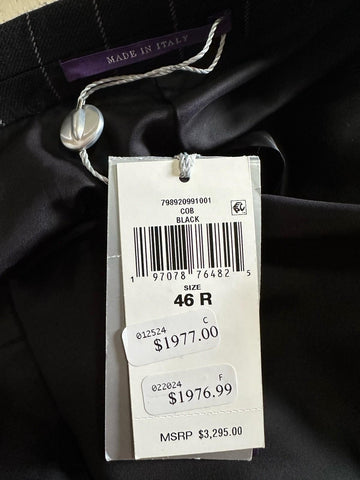 MADE IN ITALY
798920991001
COB
BLACK
1 97078 76482 5
SIZE
46 R
012524 C
$1977.00
022024 F
$1976.99
MSRP $3,295.00